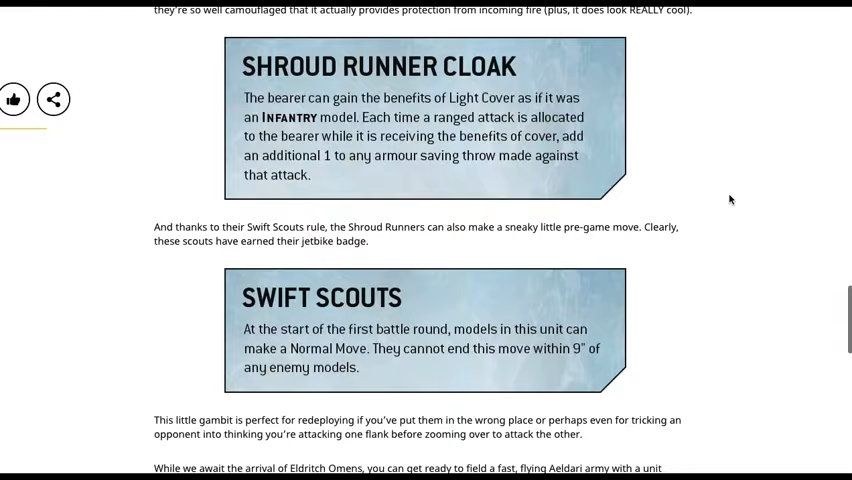 they're so well camouflaged that it actually provides protection from incoming fire (plus, it does look REALLY cool).
SHROUD RUNNER CLOAK
The bearer can gain the benefits of Light Cover as if it was
an INFANTRY model. Each time a ranged attack is allocated
to the bearer while it is receiving the benefits of cover, add
an additional 1 to any armour saving throw made against
that attack.
And thanks to their Swift Scouts rule, the Shroud Runners can also make a sneaky little pre-game move. Clearly,
these scouts have earned their jetbike badge.
SWIFT SCOUTS
At the start of the first battle round, models in this unit can
make a Normal Move. They cannot end this move within 9" of
any enemy models.
This little gambit is perfect for redeploying if you've put them in the wrong place or perhaps even for tricking an
opponent into thinking you're attacking one flank before zooming over to attack the other.
While we await the arrival of Eldritch Omens, you can get ready to field a fast, flying Aeldari army with a unit